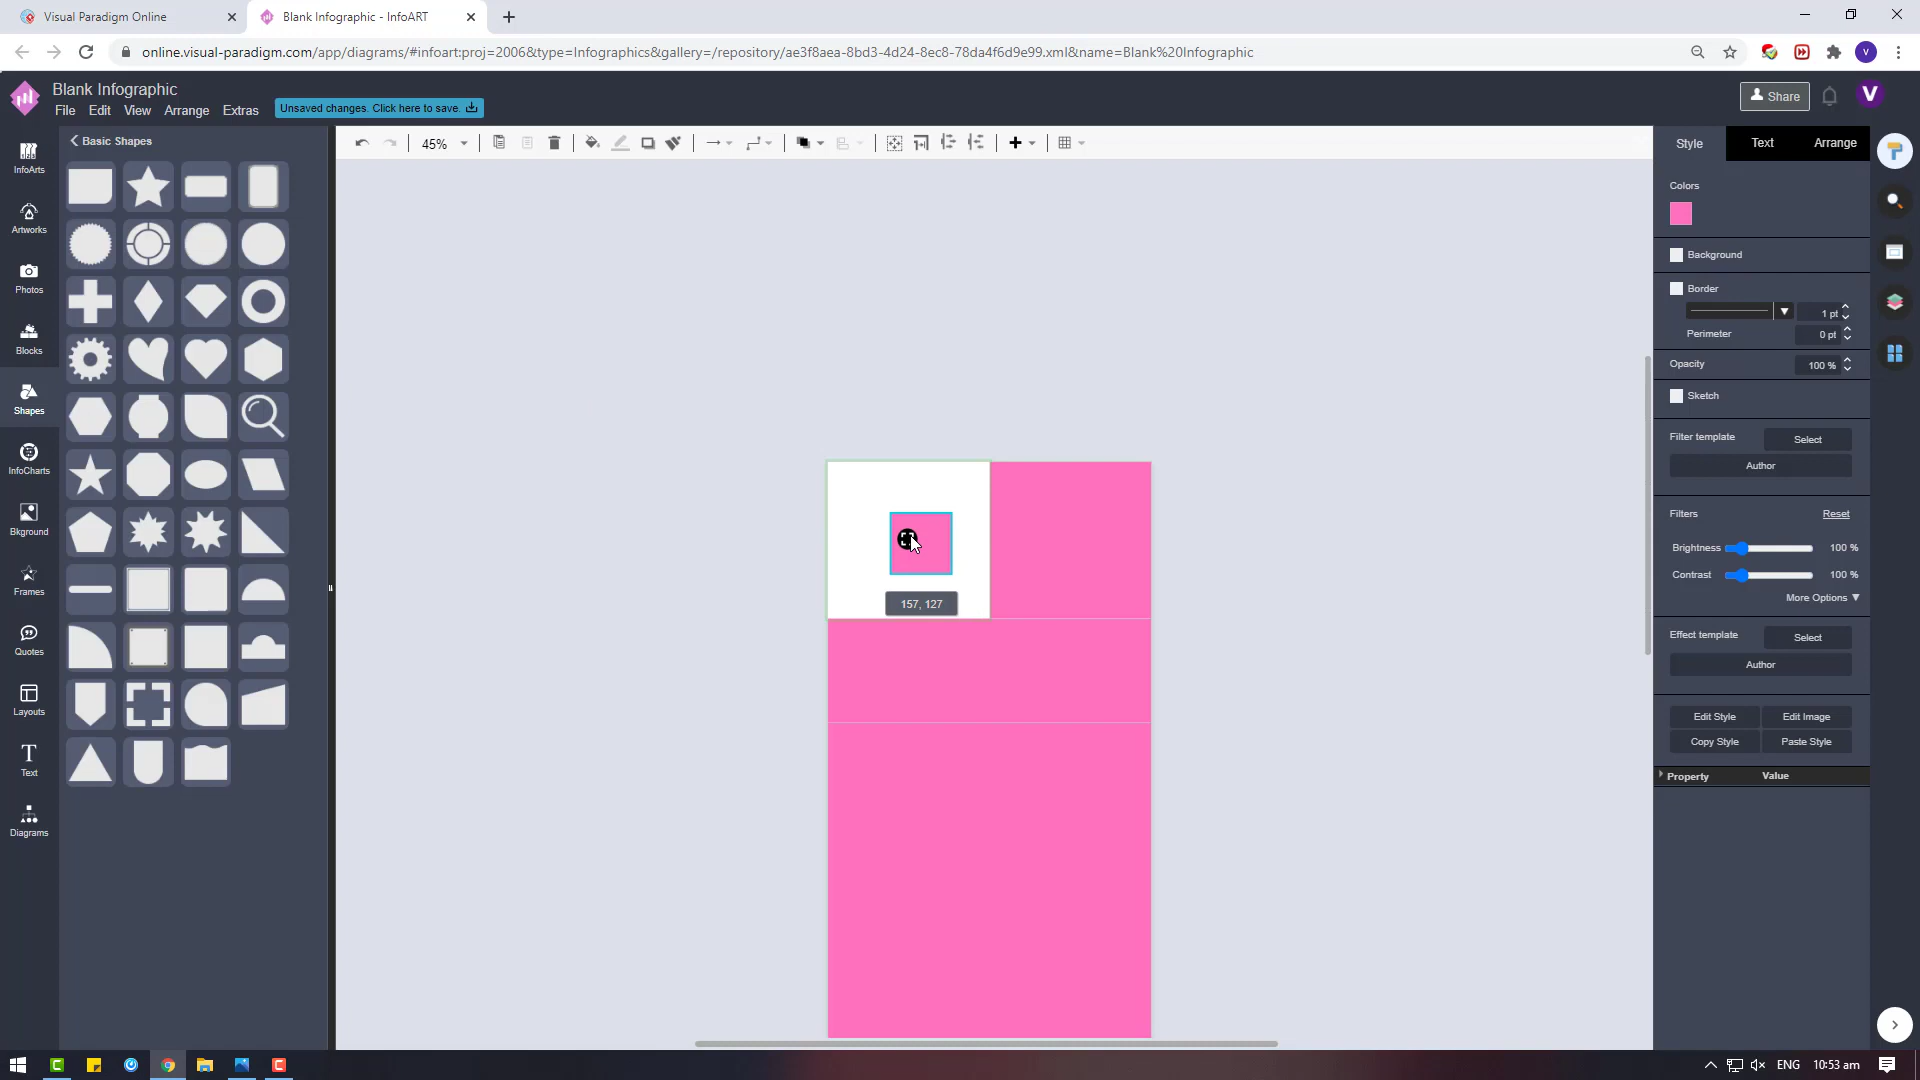 Visual Paradigm Online
Blank Infographic - InfoART
online.visual-paradigm.com/app/diagrams/#infoart:proj=2006&type=Infographics&gallery=/repository/ae3f8aea-8bd3-4d24-8ec8-78da4f6d9e99.xml&name=Blank%20Infographic
V
Blank Infographic
File Edit View Arrange Extras
Unsaved changes. Click here to save.
Share
V
InfoArts
Artworks
Photos
Blocks
Shapes
InfoCharts
Bkground
Frames
Quotes
Layouts
Text
Diagrams
Basic Shapes
45%
157, 127
Style Text Arrange
Colors
Background
Border
1 pt
Perimeter 0 pt
Opacity 100 %
Sketch
Filter template Select
Author
Filters Reset
Brightness 100 %
Contrast 100 %
More Options ▼
Effect template Select
Author
Edit Style Edit Image
Copy Style Paste Style
Property Value
ENG 10:53 am